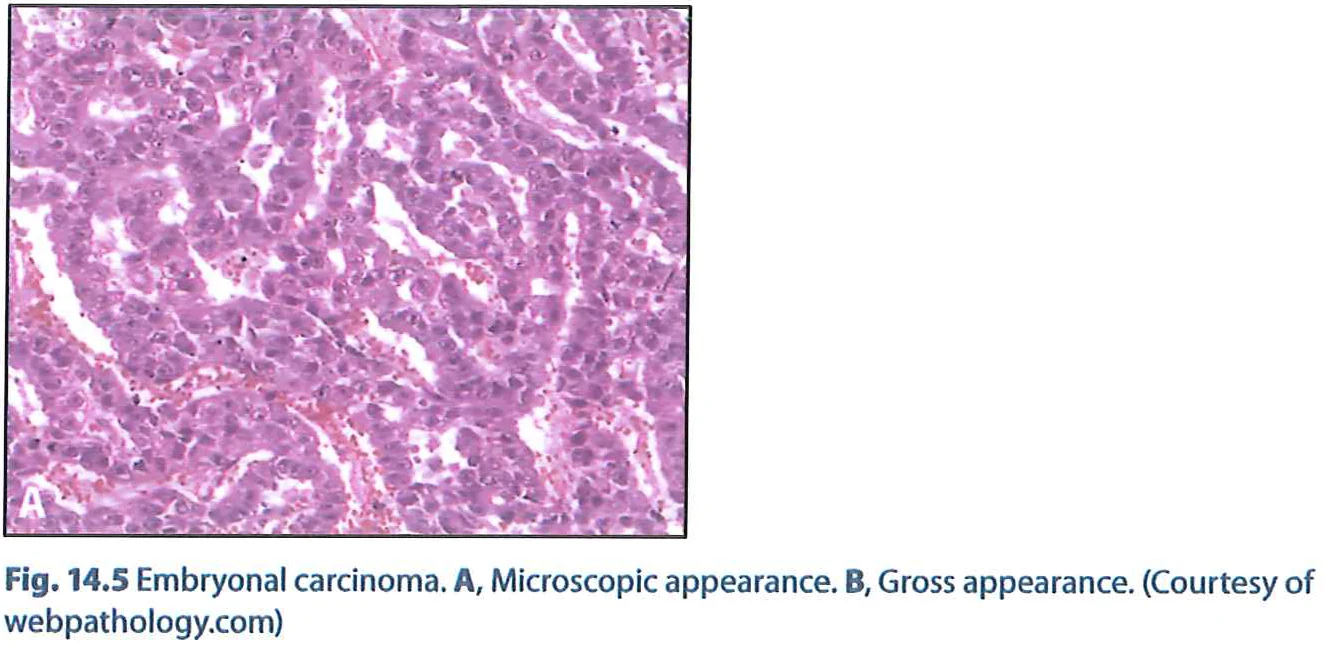 A
Fig. 14.5 Embryonal carcinoma. A, Microscopic appearance. B, Gross appearance. (Courtesy of
webpathology.com)